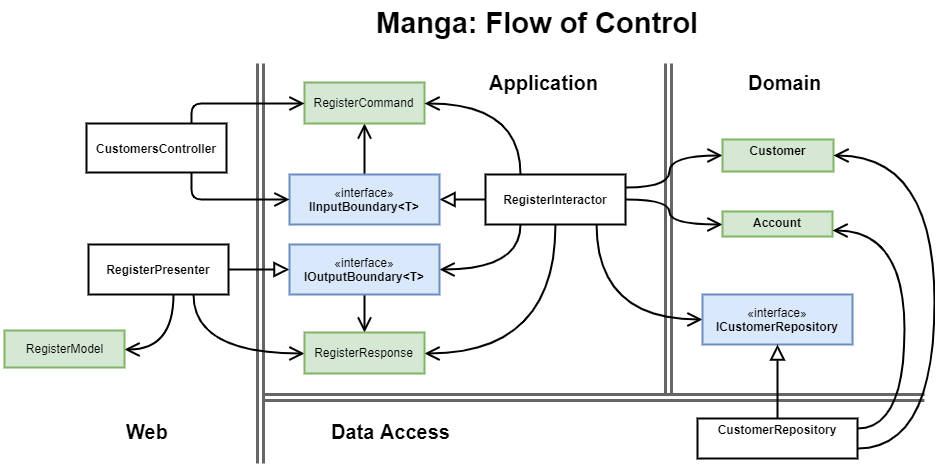 Manga: Flow of Control
Application
Domain
RegisterCommand
CustomersController
Customer
«interface»
IInputBoundary<T>
RegisterInteractor
Account
«interface»
IOutputBoundary<T>
RegisterPresenter
«interface»
ICustomerRepository
RegisterModel
RegisterResponse
Web
Data Access
CustomerRepository